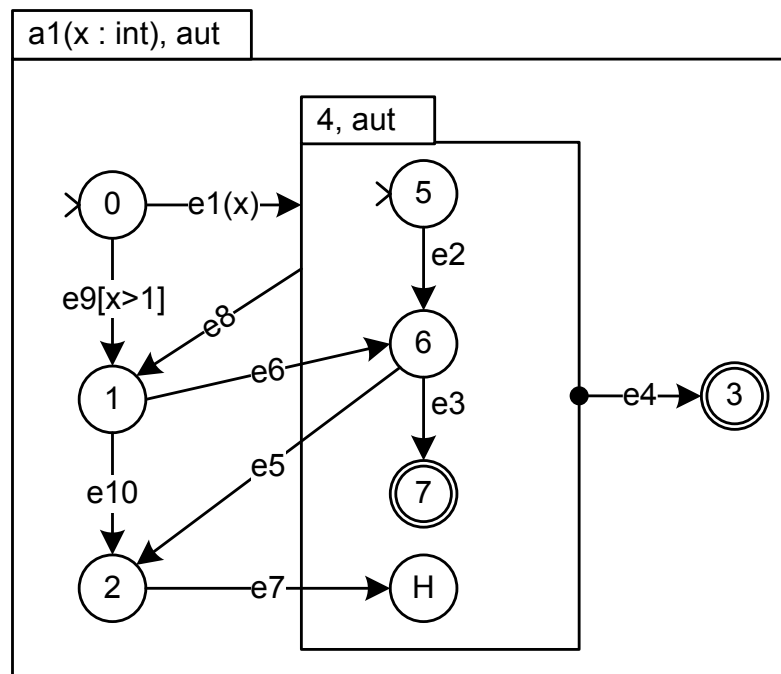 a1(x : int), aut
4, aut
0
e1(x)
5
e9[x>1]
e2
e8
6
1
e6
e3
e4
3
e5
e10
7
2
e7
H